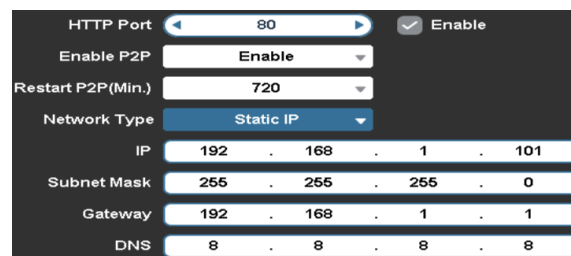 HTTP Port 80 Enable
Enable P2P Enable
Restart P2P(Min.) 720
Network Type Static IP
IP 192 . 168 . 1 . 101
Subnet Mask 255 . 255 . 255 . 0
Gateway 192 . 168 . 1 . 1
DNS 8 . 8 . 8 . 8